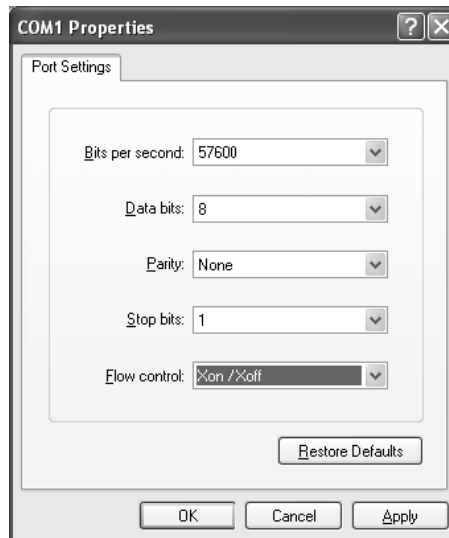 COM1 Properties
Port Settings
Bits per second: 57600
Data bits: 8
Parity: None
Stop bits: 1
Flow control: Xon / Xoff
Restore Defaults
OK Cancel Apply